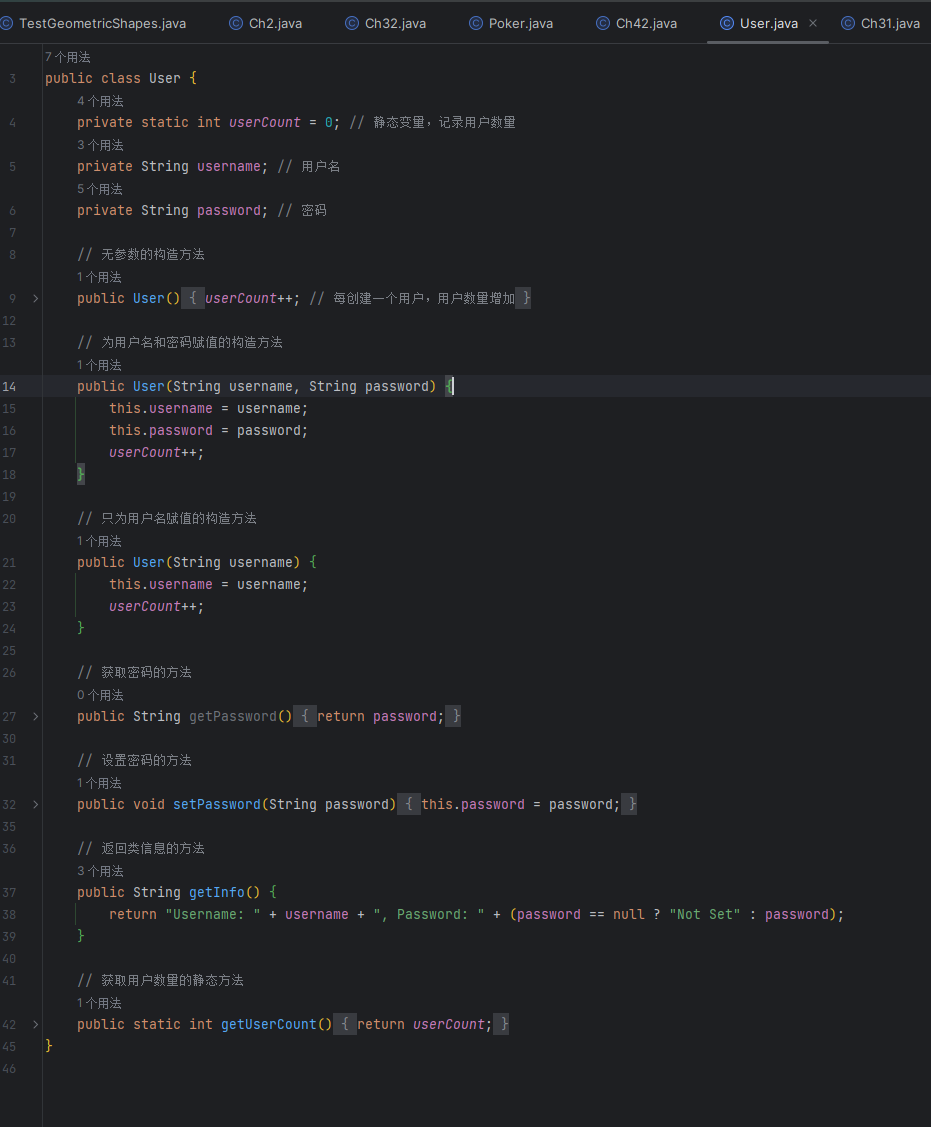 TestGeometricShapes.java Ch2.java Ch32.java Poker.java Ch42.java User.java × Ch31.java
7个用法
3 public class User {
4个用法
4 private static int userCount = 0; // 静态变量，记录用户数量
3个用法
5 private String username; // 用户名
5个用法
6 private String password; // 密码
7
8 // 无参数的构造方法
1个用法
9 public User() { userCount++; // 每创建一个用户，用户数量增加 }
12
13 // 为用户名和密码赋值的构造方法
1个用法
14 public User(String username, String password) {
15 this.username = username;
16 this.password = password;
17 userCount++;
18 }
19
20 // 只为用户名赋值的构造方法
1个用法
21 public User(String username) {
22 this.username = username;
23 userCount++;
24 }
25
26 // 获取密码的方法
0个用法
27 public String getPassword() { return password; }
30
31 // 设置密码的方法
1个用法
32 public void setPassword(String password) { this.password = password; }
35
36 // 返回类信息的方法
3个用法
37 public String getInfo() {
38 return "Username: " + username + ", Password: " + (password == null ? "Not Set" : password);
39 }
40
41 // 获取用户数量的静态方法
1个用法
42 public static int getUserCount() { return userCount; }
45 }
46